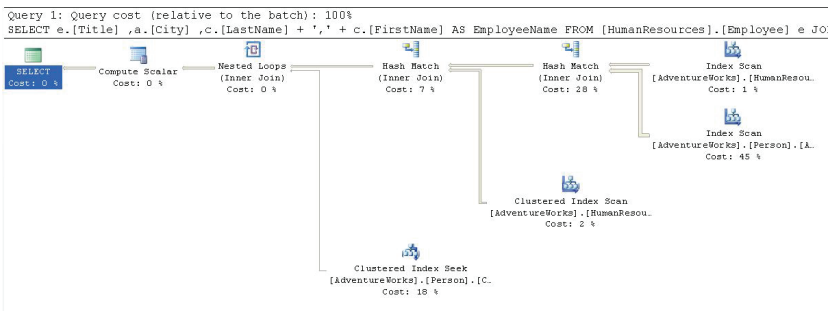 Query 1: Query cost (relative to the batch): 100%
SELECT e.[Title] ,a.[City] ,c.[LastName] + ',' + c.[FirstName] AS EmployeeName FROM [HumanResources].[Employee] e JO
SELECT
Cost: 0 %
Compute Scalar
Cost: 0 %
Nested Loops
(Inner Join)
Cost: 0 %
Hash Match
(Inner Join)
Cost: 7 %
Hash Match
(Inner Join)
Cost: 28 %
Index Scan
[AdventureWorks].[HumanResou…
Cost: 1 %
Index Scan
[AdventureWorks].[Person].[A…
Cost: 45 %
Clustered Index Scan
[AdventureWorks].[HumanResou…
Cost: 2 %
Clustered Index Seek
[AdventureWorks].[Person].[C…
Cost: 18 %